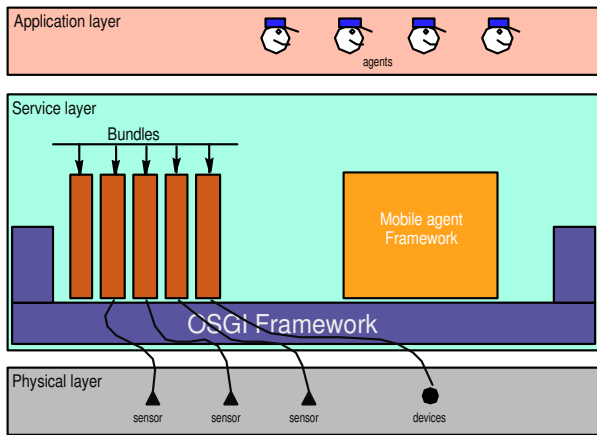 Application layer
agents
Service layer
Bundles
Mobile agent
Framework
OSGI Framework
Physical layer
sensor
sensor
sensor
devices